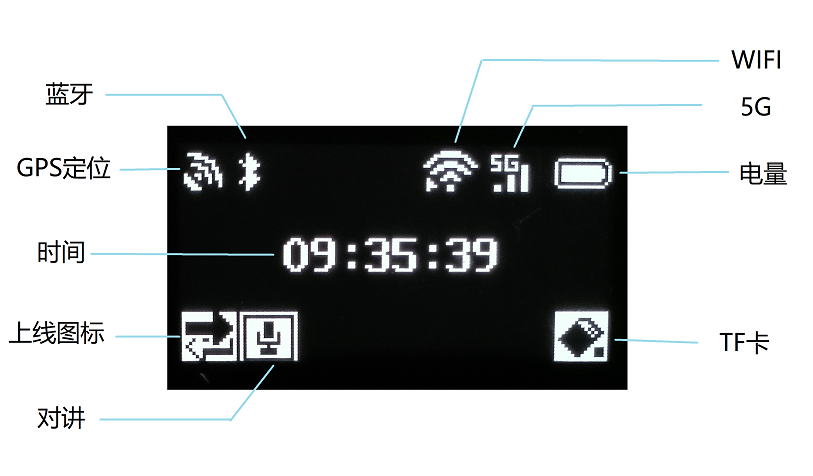 WIFI
蓝牙
5G
GPS定位
5G
电量
时间
09:35:39
上线图标
TF卡
对讲